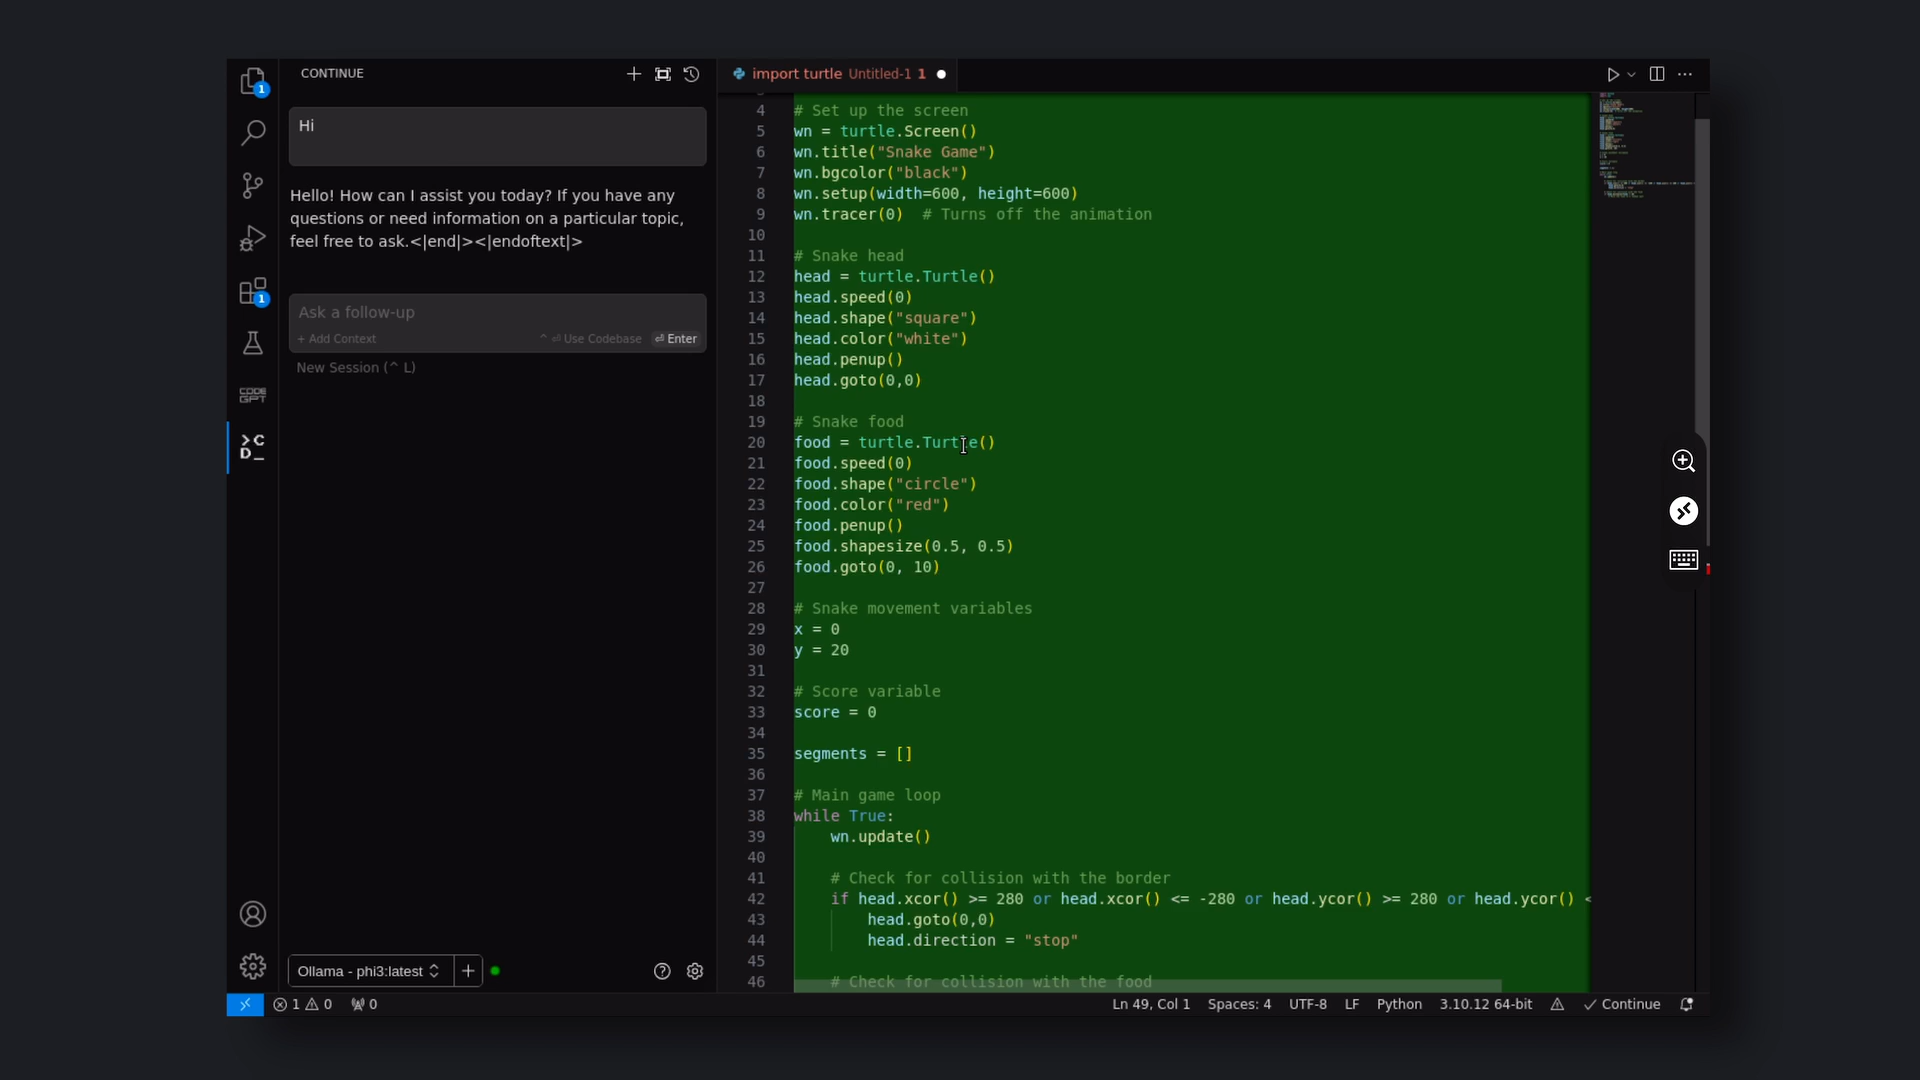 CONTINUE
Hi
Hello! How can I assist you today? If you have any
questions or need information on a particular topic,
feel free to ask.<|end|><|endoftext|>
Ask a follow-up
+ Add Context
^ ⏎ Use Codebase
⏎ Enter
New Session (^ L)
1
1
CODE
GPT
>C
D_
Ollama - phi3:latest
import turtle Untitled-1 1
4 # Set up the screen
5 wn = turtle.Screen()
6 wn.title("Snake Game")
7 wn.bgcolor("black")
8 wn.setup(width=600, height=600)
9 wn.tracer(0)  # Turns off the animation
10
11 # Snake head
12 head = turtle.Turtle()
13 head.speed(0)
14 head.shape("square")
15 head.color("white")
16 head.penup()
17 head.goto(0,0)
18
19 # Snake food
20 food = turtle.Turtle()
21 food.speed(0)
22 food.shape("circle")
23 food.color("red")
24 food.penup()
25 food.shapesize(0.5, 0.5)
26 food.goto(0, 10)
27
28 # Snake movement variables
29 x = 0
30 y = 20
31
32 # Score variable
33 score = 0
34
35 segments = []
36
37 # Main game loop
38 while True:
39     wn.update()
40
41     # Check for collision with the border
42     if head.xcor() >= 280 or head.xcor() <= -280 or head.ycor() >= 280 or head.ycor() <
43         head.goto(0,0)
44         head.direction = "stop"
45
46     # Check for collision with the food
1 0 0
Ln 49, Col 1 Spaces: 4 UTF-8 LF Python 3.10.12 64-bit Continue